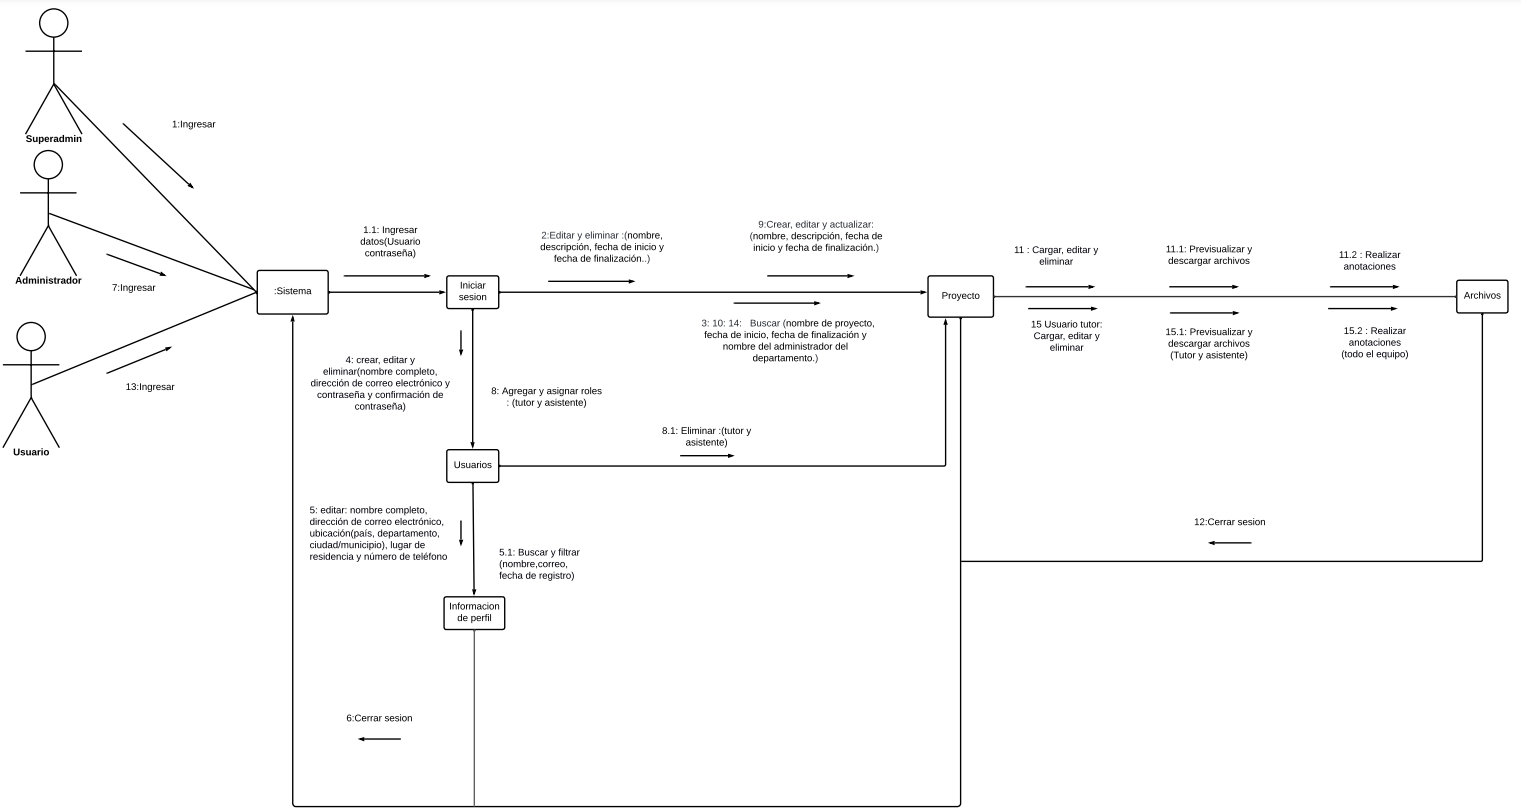 1:Ingresar
Superadmin
Administrador
7:Ingresar
13:Ingresar
Usuario
:Sistema
1.1: Ingresar
datos(Usuario
contraseña)
Iniciar
sesion
2:Editar y eliminar :(nombre,
descripción, fecha de inicio y
fecha de finalización..)
9:Crear, editar y actualizar:
(nombre, descripción, fecha de
inicio y fecha de finalización.)
3: 10: 14:   Buscar (nombre de proyecto,
fecha de inicio, fecha de finalización y
nombre del administrador del
departamento.)
Proyecto
11 : Cargar, editar y
eliminar
11.1: Previsualizar y
descargar archivos
11.2 : Realizar
anotaciones
Archivos
15 Usuario tutor:
Cargar, editar y
eliminar
15.1: Previsualizar y
descargar archivos
(Tutor y asistente)
15.2 : Realizar
anotaciones
(todo el equipo)
4: crear, editar y
eliminar(nombre completo,
dirección de correo electrónico y
contraseña y confirmación de
contraseña)
8: Agregar y asignar roles
: (tutor y asistente)
8.1: Eliminar :(tutor y
asistente)
Usuarios
5: editar: nombre completo,
dirección de correo electrónico,
ubicación(país, departamento,
ciudad/municipio), lugar de
residencia y número de teléfono
5.1: Buscar y filtrar
(nombre,correo,
fecha de registro)
12:Cerrar sesion
Informacion
de perfil
6:Cerrar sesion